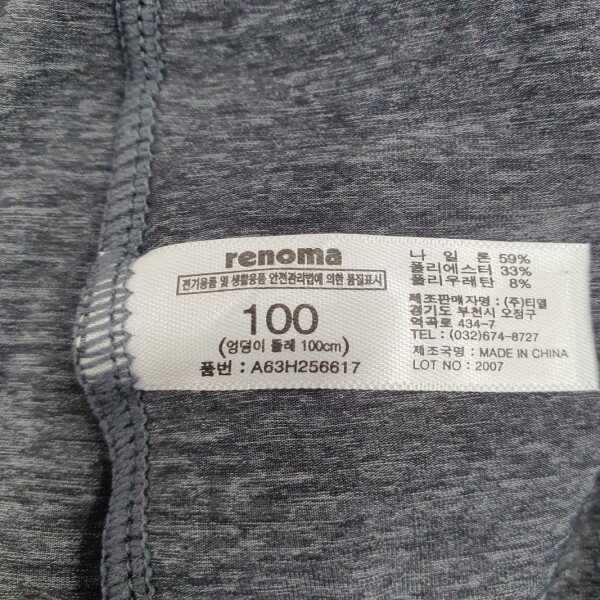 renoma
전기용품 및 생활용품 안전관리법에 의한 품질표시
100
(엉덩이 둘레 100cm)
품번 : A63H256617
나 일 론 59%
폴리에스터 33%
폴리우레탄 8%
제조판매자명 : (주)티엘
경기도 부천시 오정구
역곡로 434-7
TEL : (032)674-8727
제조국명 : MADE IN CHINA
LOT NO : 2007